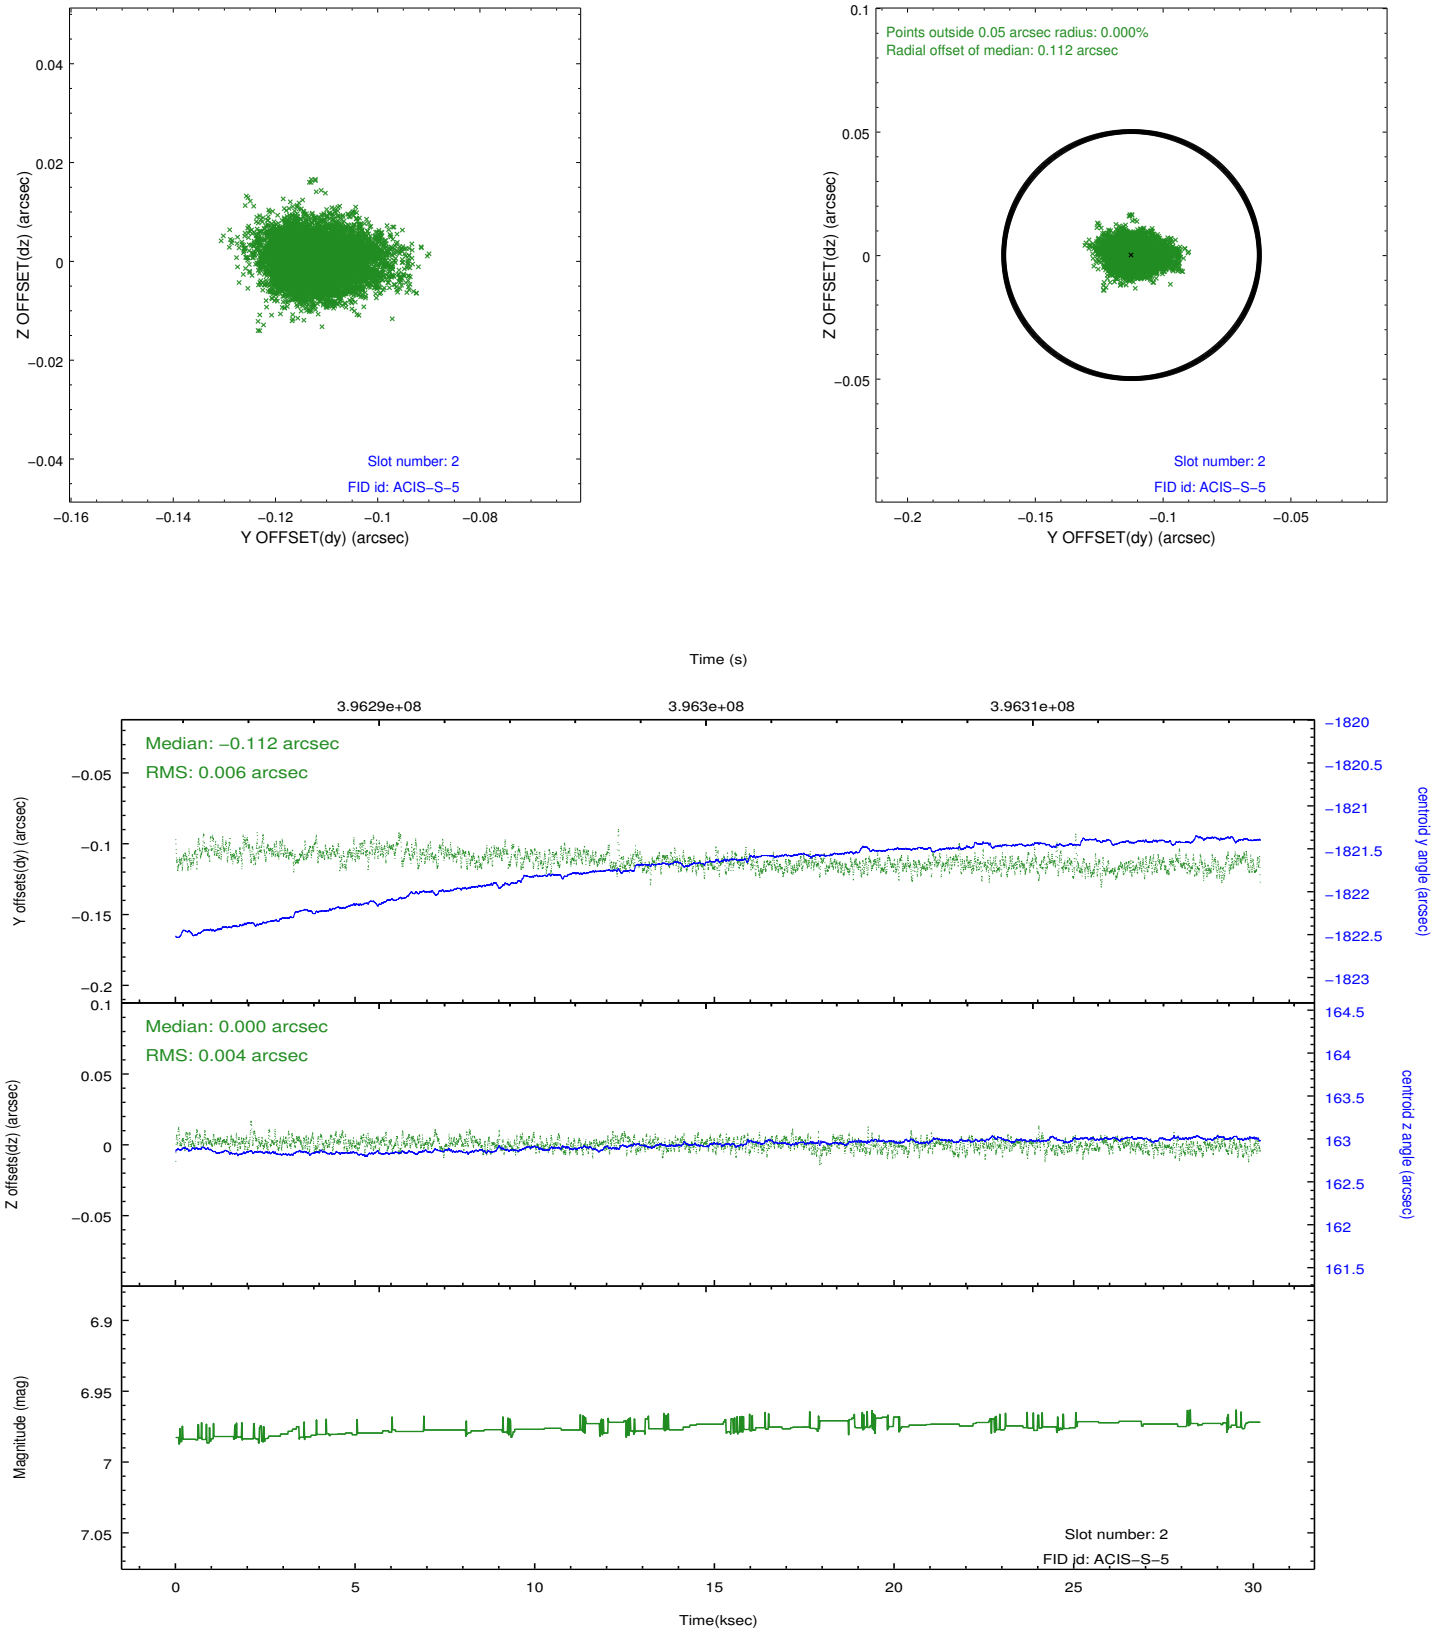 0.04
0.02
0
−0.02
−0.04
Z OFFSET(dz) (arcsec)
Slot number: 2
FID id: ACIS−S−5
−0.16
−0.14
−0.12
−0.1
−0.08
Y OFFSET(dy) (arcsec)
0.1
0.05
0
−0.05
Z OFFSET(dz) (arcsec)
Points outside 0.05 arcsec radius: 0.000%
Radial offset of median: 0.112 arcsec
Slot number: 2
FID id: ACIS−S−5
−0.2
−0.15
−0.1
−0.05
Y OFFSET(dy) (arcsec)
Time (s)
3.9629e+08
3.963e+08
3.9631e+08
Median: −0.112 arcsec
RMS: 0.006 arcsec
−0.05
−0.1
−0.15
−0.2
Y offsets(dy) (arcsec)
−1820
−1820.5
−1821
−1821.5
−1822
−1822.5
−1823
centroid y angle (arcsec)
Median: 0.000 arcsec
RMS: 0.004 arcsec
0.1
0.05
0
−0.05
Z offsets(dz) (arcsec)
164.5
164
163.5
163
162.5
162
161.5
centroid z angle (arcsec)
6.9
6.95
7
7.05
Magnitude (mag)
Slot number: 2
FID id: ACIS−S−5
0
5
10
15
20
25
30
Time(ksec)